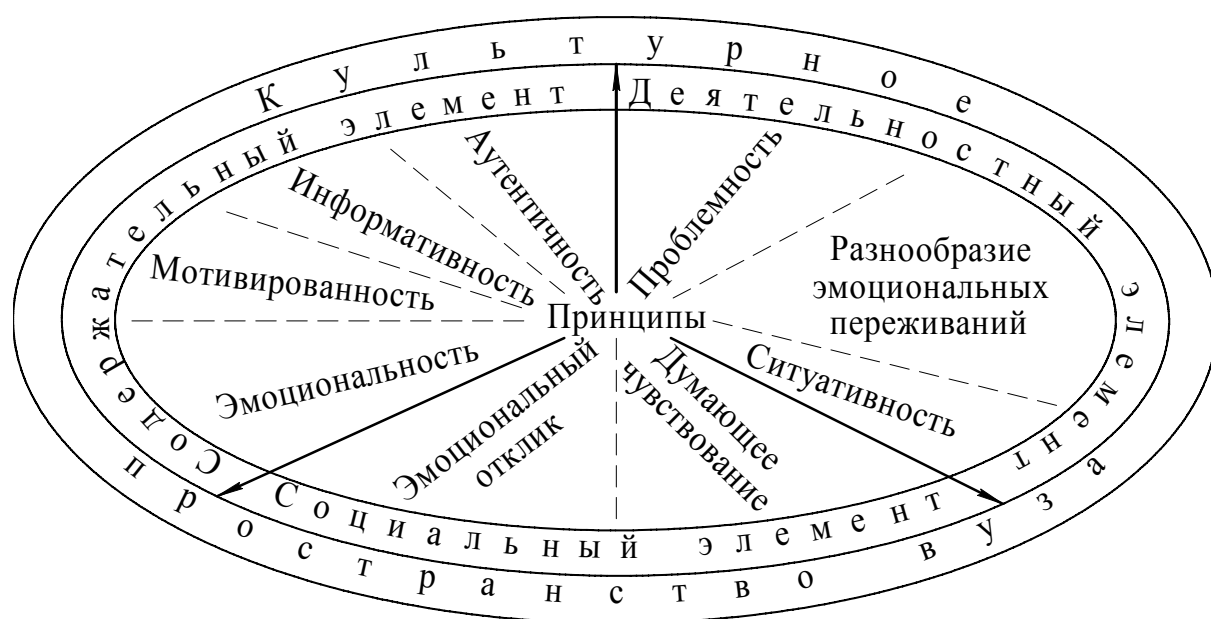 Культурное
пространство вуза
Содержательный элемент
Деятельностный элемент
Социальный элемент
Аутентичность
Информативность
Мотивированность
Эмоциональность
Принципы
Проблемность
Разнообразие
эмоциональных
переживаний
Ситуативность
Эмоциональный
отклик
Думающее
чувствование